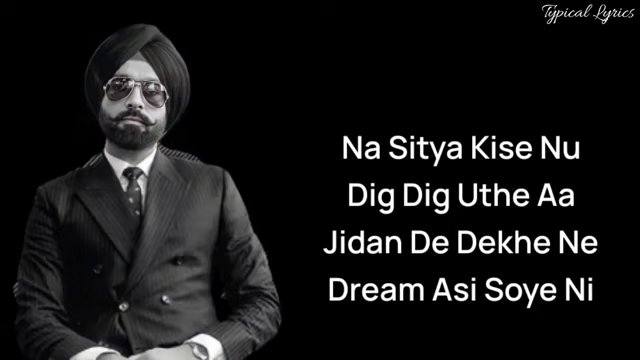 Typical Lyrics
Na Sitya Kise Nu
Dig Dig Uthe Aa
Jidan De Dekhe Ne
Dream Asi Soye Ni